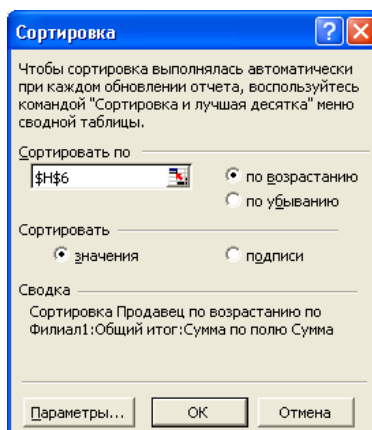 Сортировка
Чтобы сортировка выполнялась автоматически
при каждом обновлении отчета, воспользуйтесь
командой "Сортировка и лучшая десятка" меню
сводной таблицы.
Сортировать по
$H$6
по возрастанию
по убыванию
Сортировать
значения
подписи
Сводка
Сортировка Продавец по возрастанию по
Филиал1:Общий итог:Сумма по полю Сумма
Параметры... ОК Отмена